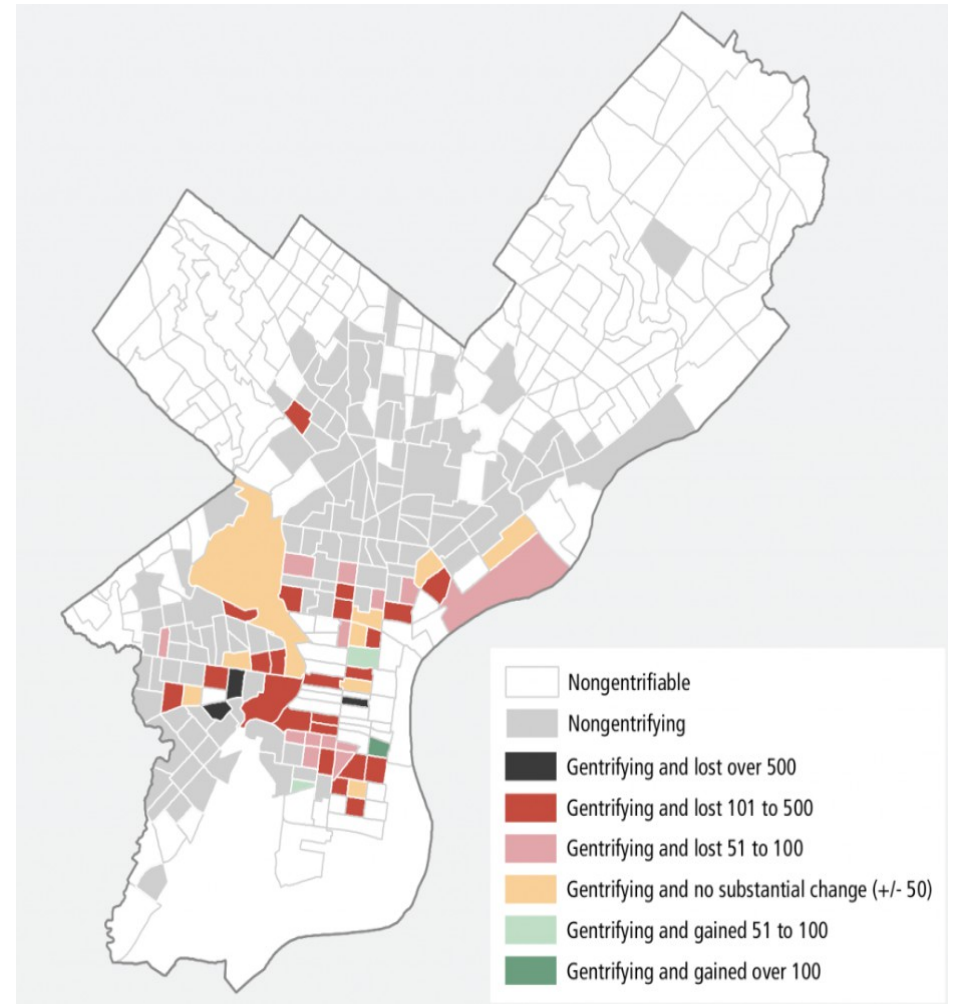 Nongentrifiable
Nongentrifying
Gentrifying and lost over 500
Gentrifying and lost 101 to 500
Gentrifying and lost 51 to 100
Gentrifying and no substantial change (+/- 50)
Gentrifying and gained 51 to 100
Gentrifying and gained over 100